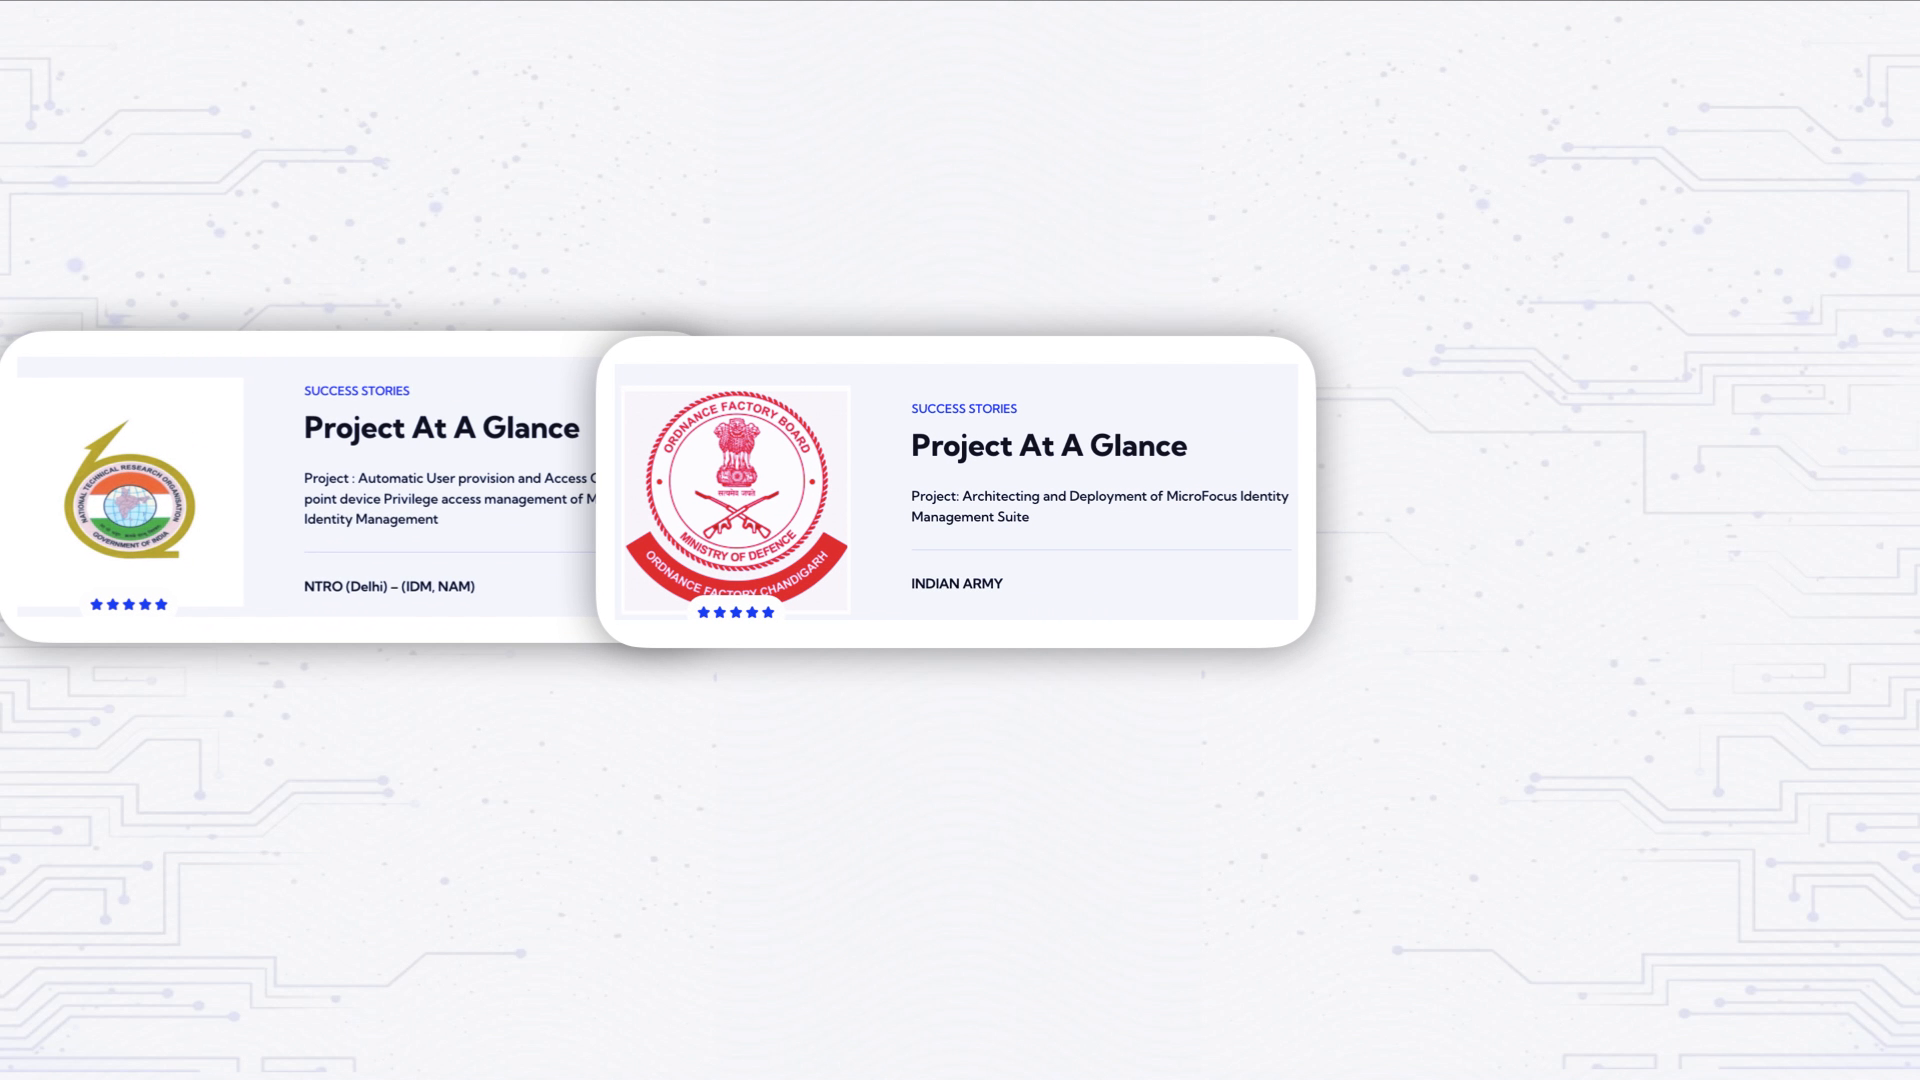 NATIONAL TECHNICAL RESEARCH ORGANISATION
GOVERNMENT OF INDIA
SUCCESS STORIES
Project At A Glance
Project : Automatic User provision and Access
point device Privilege access management of
Identity Management
NTRO (Delhi) – (IDM, NAM)
ORDNANCE FACTORY BOARD
सत्यमेव जयते
MINISTRY OF DEFENCE
ORDNANCE FACTORY CHANDIGARH
SUCCESS STORIES
Project At A Glance
Project: Architecting and Deployment of MicroFocus Identity
Management Suite
INDIAN ARMY